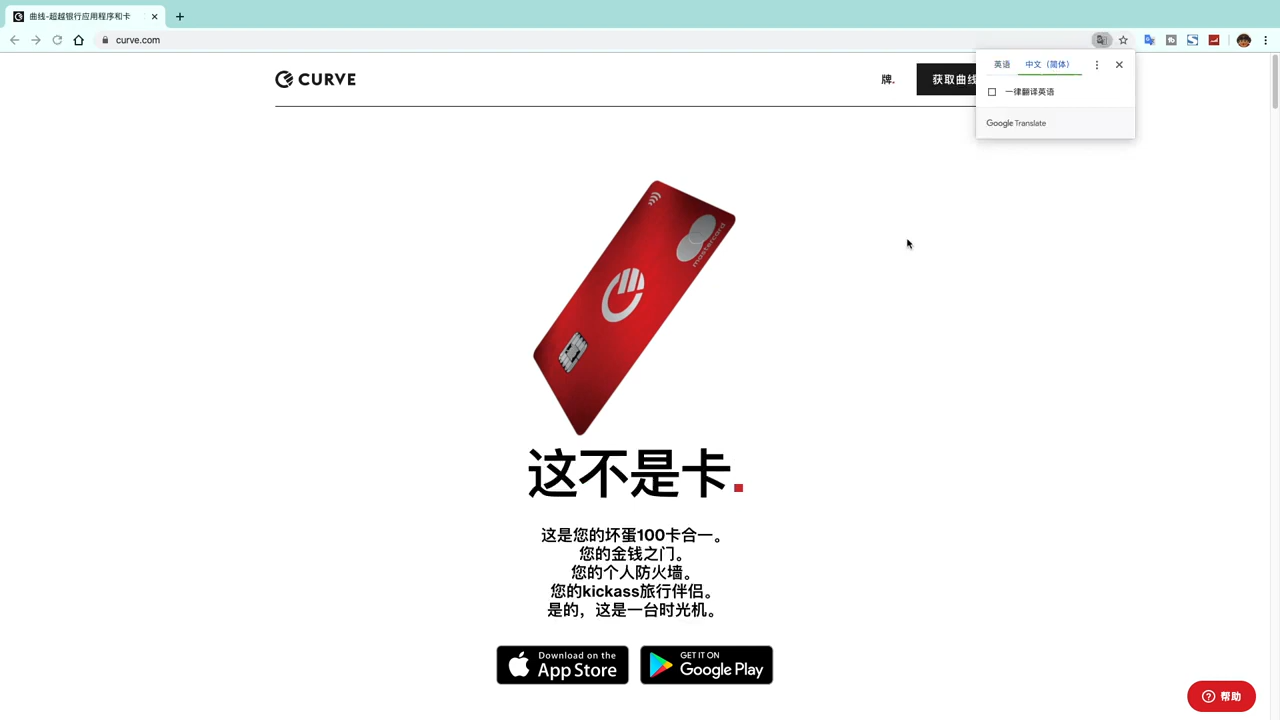 曲线-超越银行应用程序和卡
curve.com
英语
中文（简体）
一律翻译英语
Google Translate
CURVE
牌.
获取曲线
mastercard
这不是卡.
这是您的坏蛋100卡合一。
您的金钱之门。
您的个人防火墙。
您的kickass旅行伴侣。
是的，这是一台时光机。
Download on the
App Store
GET IT ON
Google Play
帮助